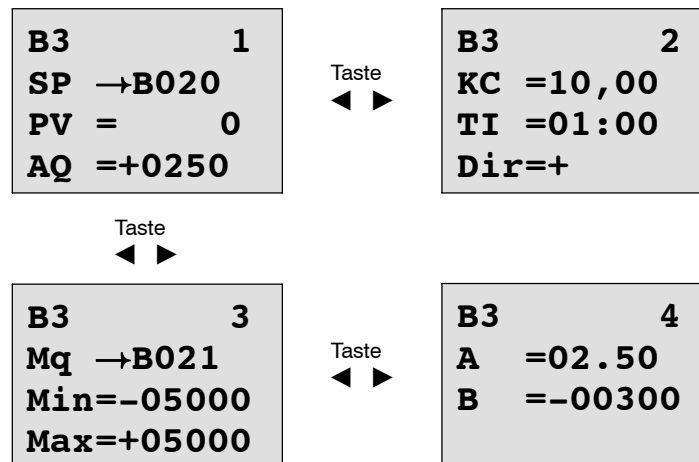 B3 1
SP →B020
PV = 0
AQ =+0250
Taste
◄ ►
B3 2
KC =10,00
TI =01:00
Dir=+
Taste
◄ ►
B3 3
Mq →B021
Min=-05000
Max=+05000
Taste
◄ ►
B3 4
A =02.50
B =-00300